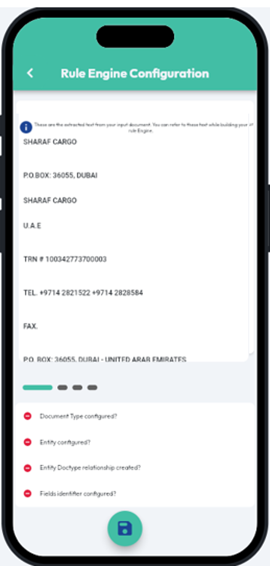 Rule Engine Configuration
These are the extracted text from your input document. You can refer to these text while building your rule Engine.
SHARAF CARGO
P.O.BOX: 36055, DUBAI
SHARAF CARGO
U.A.E
TRN # 100342773700003
TEL. +9714 2821522 +9714 2828584
FAX.
P.O. BOX: 36055, DUBAI - UNITED ARAB EMIRATES
Document Type configured?
Entity configured?
Entity Doctype relationship created?
Fields identifier configured?